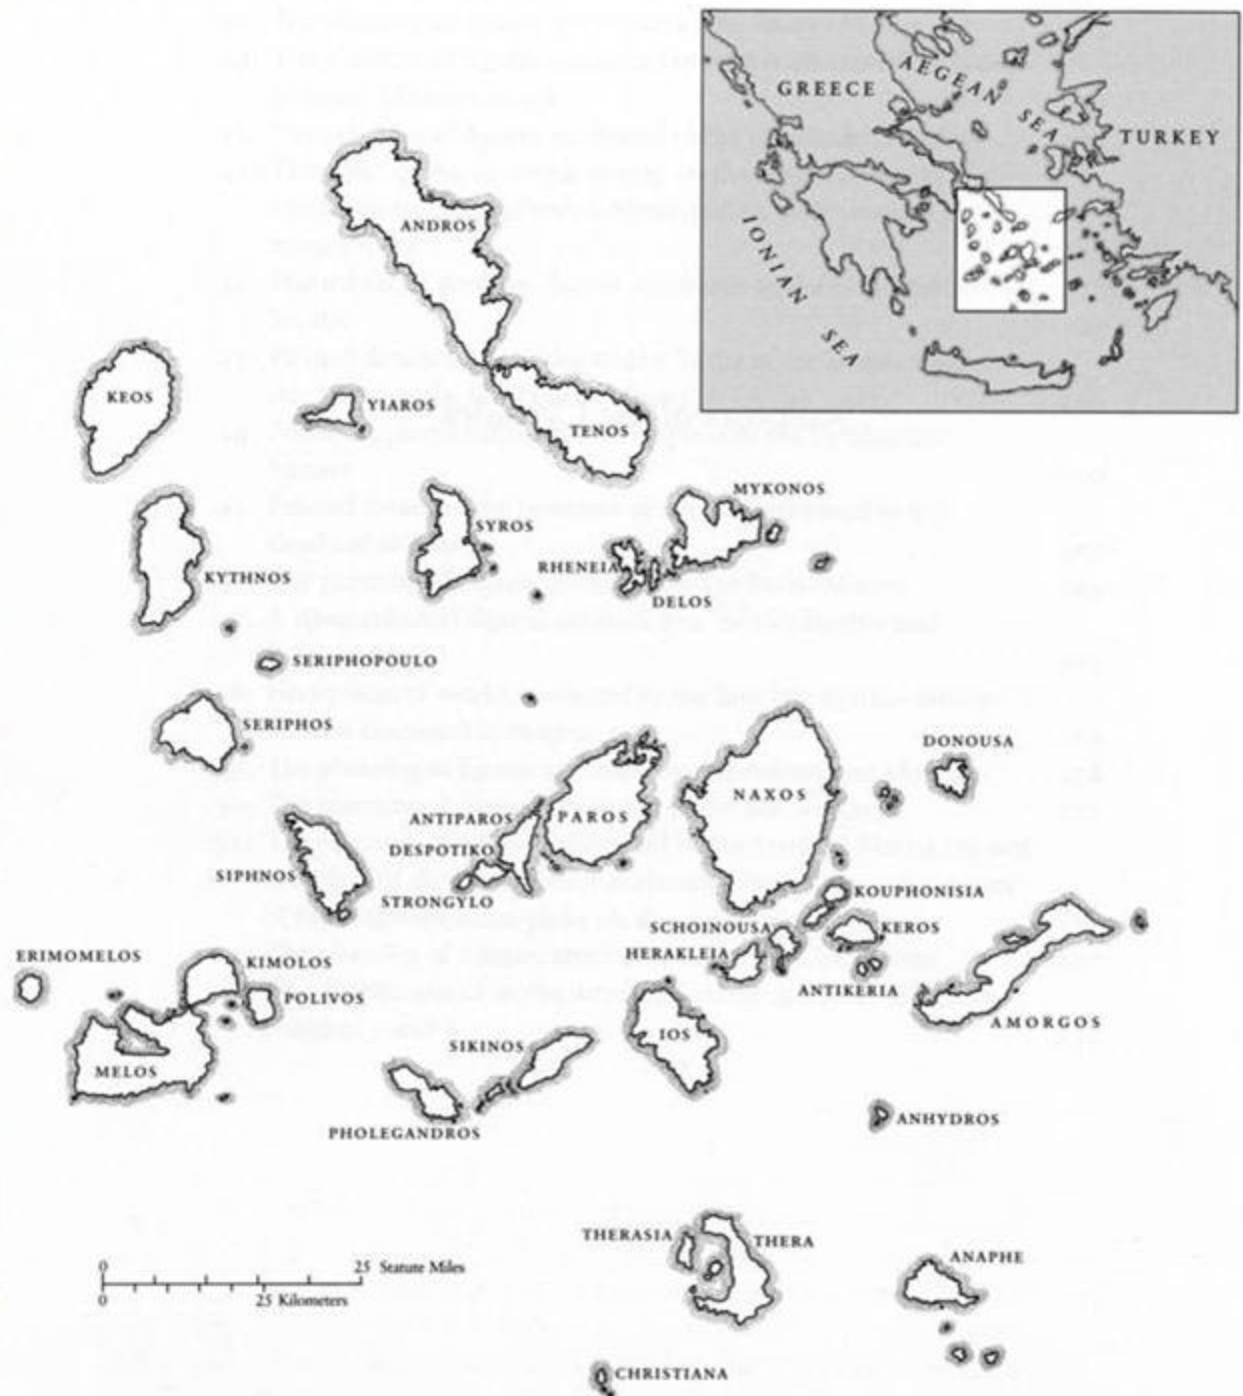 GREECE
AEGEAN SEA
TURKEY
IONIAN SEA
ANDROS
KEOS
YIAROS
TENOS
MYKONOS
SYROS
RHENEIA
DELOS
KYTHNOS
SERIPHOPOULO
SERIPHOS
DONOUSA
NAXOS
ANTIPAROS
PAROS
DESPOTIKO
SIPHNOS
STRONGYLO
KOUPHONISIA
SCHOINOUSA
KEROS
HERAKLEIA
ERIMOMELOS
KIMOLOS
POLIVOS
ANTIKERIA
AMORGOS
IOS
SIKINOS
MELOS
ANHYDROS
PHOLEGANDROS
THERASIA
THERA
ANAPHE
0 25 Statute Miles
0 25 Kilometers
CHRISTIANA